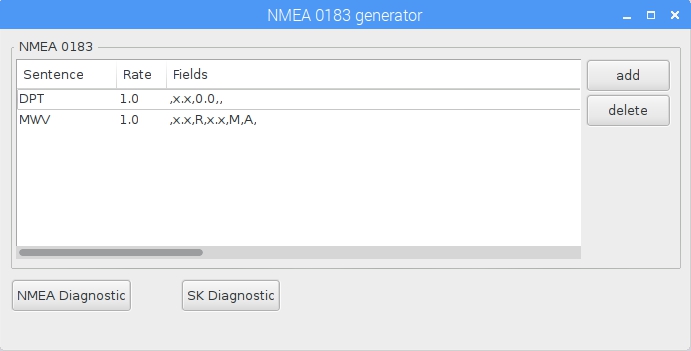 NMEA 0183 generator
NMEA 0183
Sentence Rate Fields
DPT 1.0 ,x.x,0.0,,
MWV 1.0 ,x.x,R,x.x,M,A,
add
delete
NMEA Diagnostic SK Diagnostic